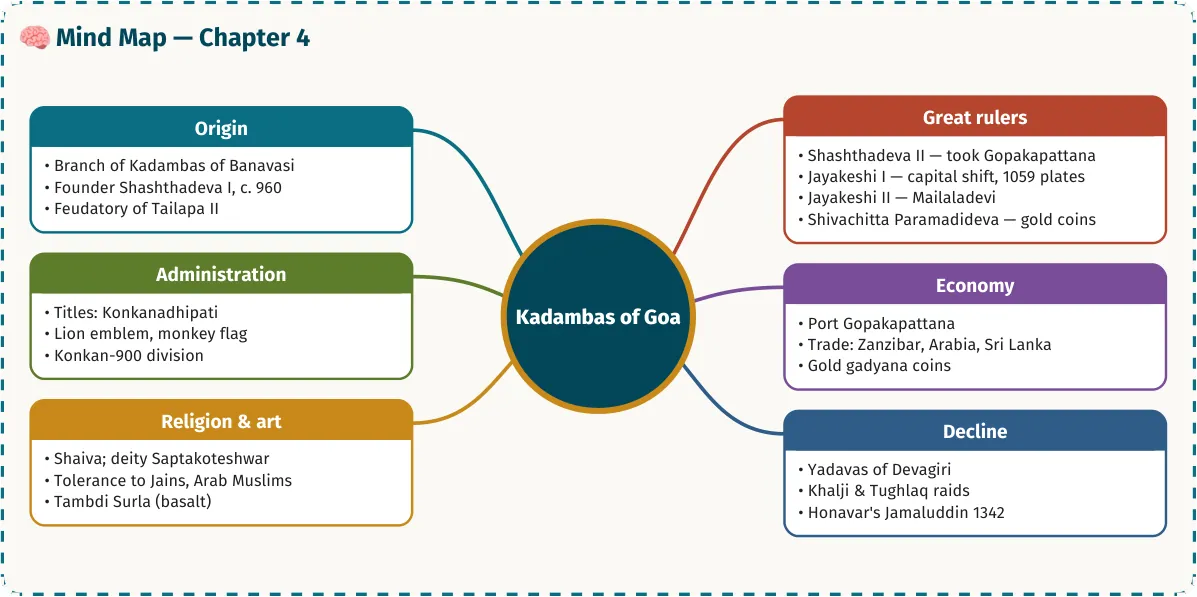 🧠 Mind Map — Chapter 4
Origin
• Branch of Kadambas of Banavasi
• Founder Shashthadeva I, c. 960
• Feudatory of Tailapa II
Administration
• Titles: Konkanadhipati
• Lion emblem, monkey flag
• Konkan-900 division
Religion & art
• Shaiva; deity Saptakoteshwar
• Tolerance to Jains, Arab Muslims
• Tambdi Surla (basalt)
Kadambas of Goa
Great rulers
• Shashthadeva II — took Gopakapattana
• Jayakeshi I — capital shift, 1059 plates
• Jayakeshi II — Mailaladevi
• Shivachitta Paramadideva — gold coins
Economy
• Port Gopakapattana
• Trade: Zanzibar, Arabia, Sri Lanka
• Gold gadyana coins
Decline
• Yadavas of Devagiri
• Khalji & Tughlaq raids
• Honavar's Jamaluddin 1342